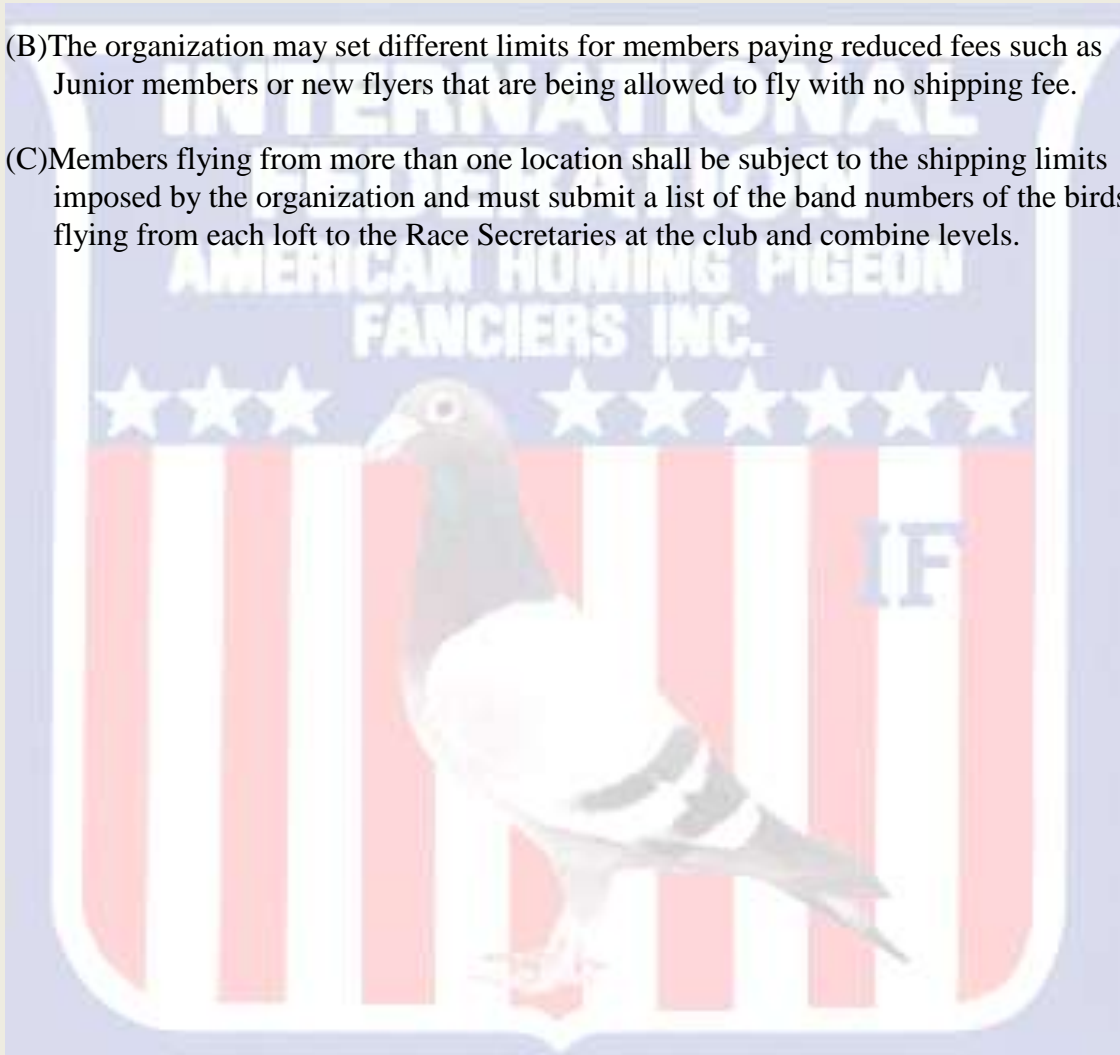 (B)The organization may set different limits for members paying reduced fees such as
Junior members or new flyers that are being allowed to fly with no shipping fee.
(C)Members flying from more than one location shall be subject to the shipping limits
imposed by the organization and must submit a list of the band numbers of the birds
flying from each loft to the Race Secretaries at the club and combine levels.
INTERNATIONAL
FEDERATION
AMERICAN HOMING PIGEON
FANCIERS INC.
IF